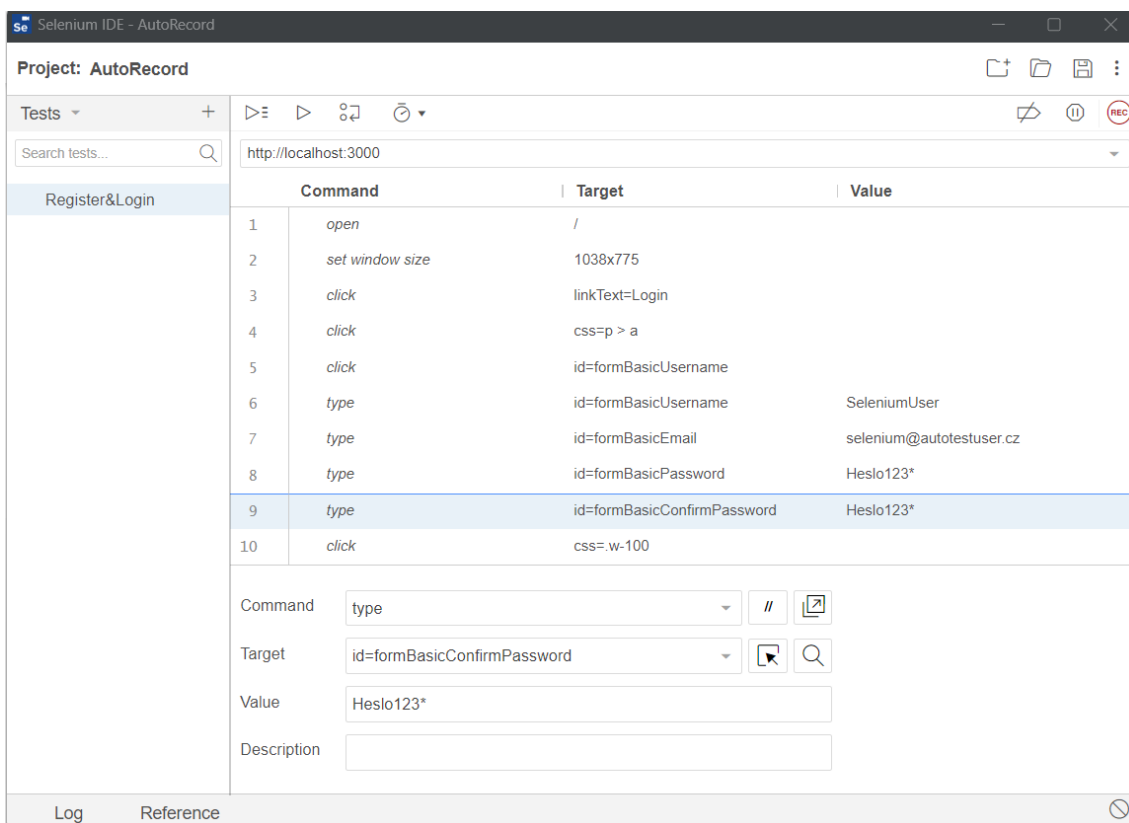 Se Selenium IDE - AutoRecord
Project: AutoRecord
Tests +
Search tests...
Register&Login
REC
http://localhost:3000
Command Target Value
1 open /
2 set window size 1038x775
3 click linkText=Login
4 click css=p > a
5 click id=formBasicUsername
6 type id=formBasicUsername SeleniumUser
7 type id=formBasicEmail selenium@autotestuser.cz
8 type id=formBasicPassword Heslo123*
9 type id=formBasicConfirmPassword Heslo123*
10 click css=.w-100
Command type //
Target id=formBasicConfirmPassword
Value Heslo123*
Description
Log Reference